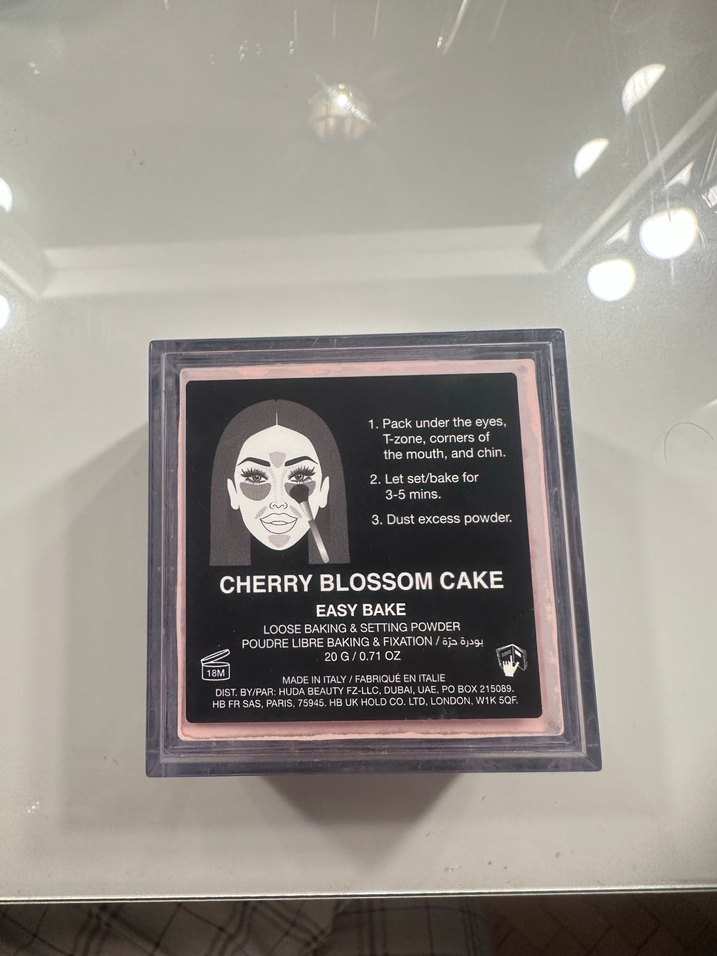 1. Pack under the eyes,
T-zone, corners of
the mouth, and chin.
2. Let set/bake for
3-5 mins.
3. Dust excess powder.
CHERRY BLOSSOM CAKE
EASY BAKE
LOOSE BAKING & SETTING POWDER
POUDRE LIBRE BAKING & FIXATION / بودرة حرّة
20 G / 0.71 OZ
18M
MADE IN ITALY / FABRIQUÉ EN ITALIE
DIST. BY/PAR: HUDA BEAUTY FZ-LLC, DUBAI, UAE, PO BOX 215089.
HB FR SAS, PARIS, 75945. HB UK HOLD CO. LTD, LONDON, W1K 5QF.